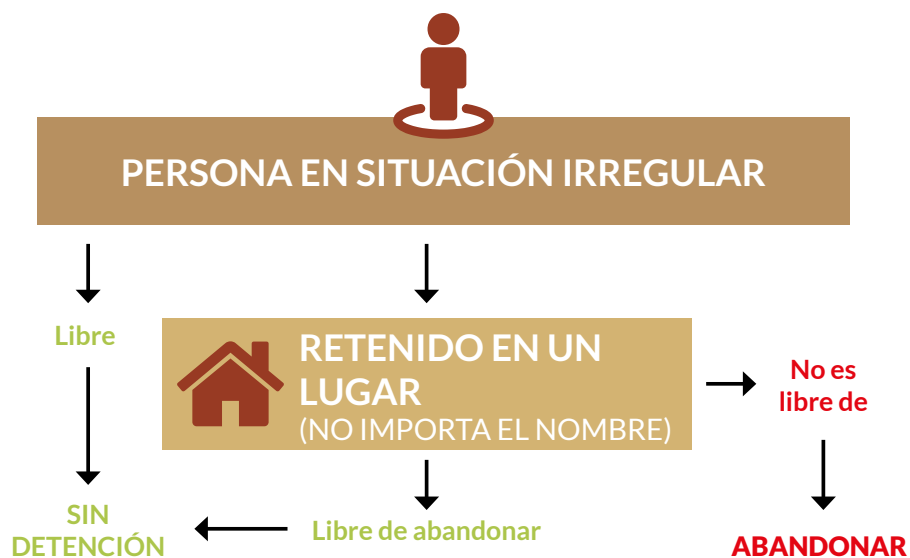 PERSONA EN SITUACIÓN IRREGULAR
Libre
RETENIDO EN UN
LUGAR
(NO IMPORTA EL NOMBRE)
No es
libre de
SIN
DETENCIÓN
Libre de abandonar
ABANDONAR